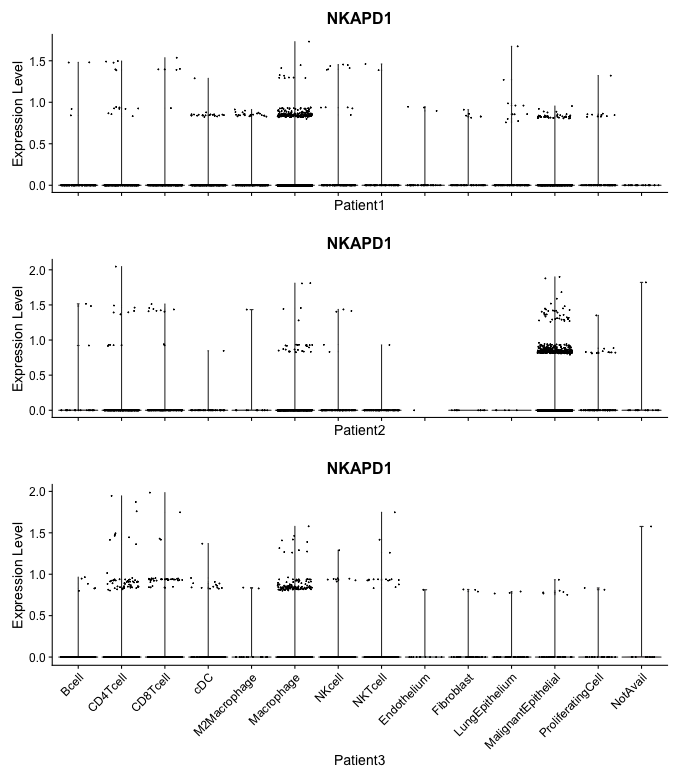 NKAPD1
Expression Level
1.5
1.0
0.5
0.0
Patient1
NKAPD1
Expression Level
2.0
1.5
1.0
0.5
0.0
Patient2
NKAPD1
Expression Level
2.0
1.5
1.0
0.5
0.0
Bcell
CD4Tcell
CD8Tcell
cDC
M2Macrophage
Macrophage
NKcell
NKTcell
Endothelium
Fibroblast
LungEpithelium
MalignantEpithelial
ProliferatingCell
NotAvail
Patient3